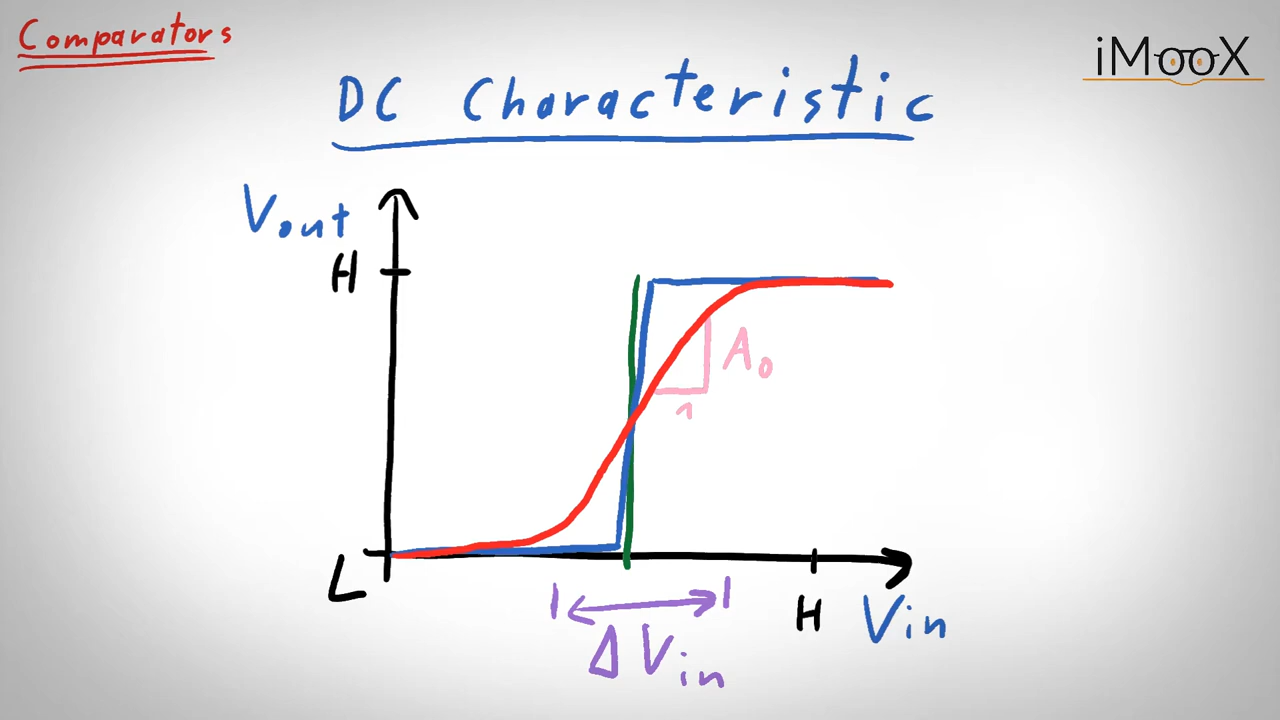 Comparators
iMooX
DC Characteristic
Vout
H
A0
1
L
H
Vin
ΔVin